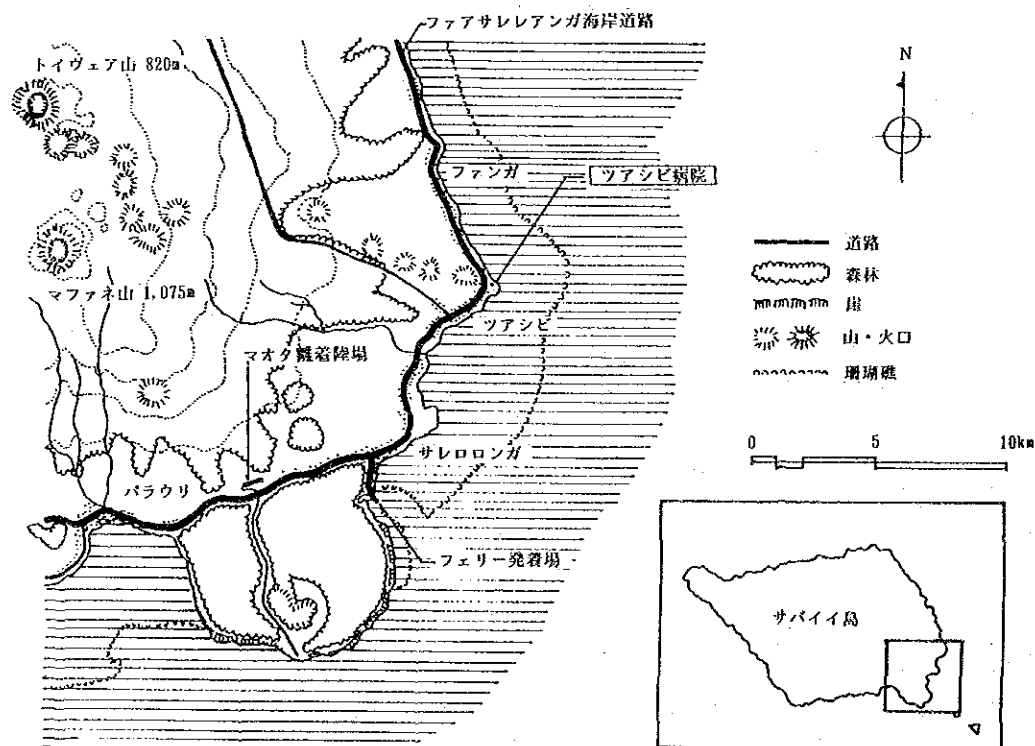 ファアサレレアンガ海岸道路
トイヴェア山 820m
N
ファンガ
ツアシビ病院
道路
森林
崖
山・火口
珊瑚礁
マファネ山 1,075m
ツアシビ
マオタ離着陸場
0 5 10km
サレロロンガ
パラウリ
フェリー発着場
サバイイ島